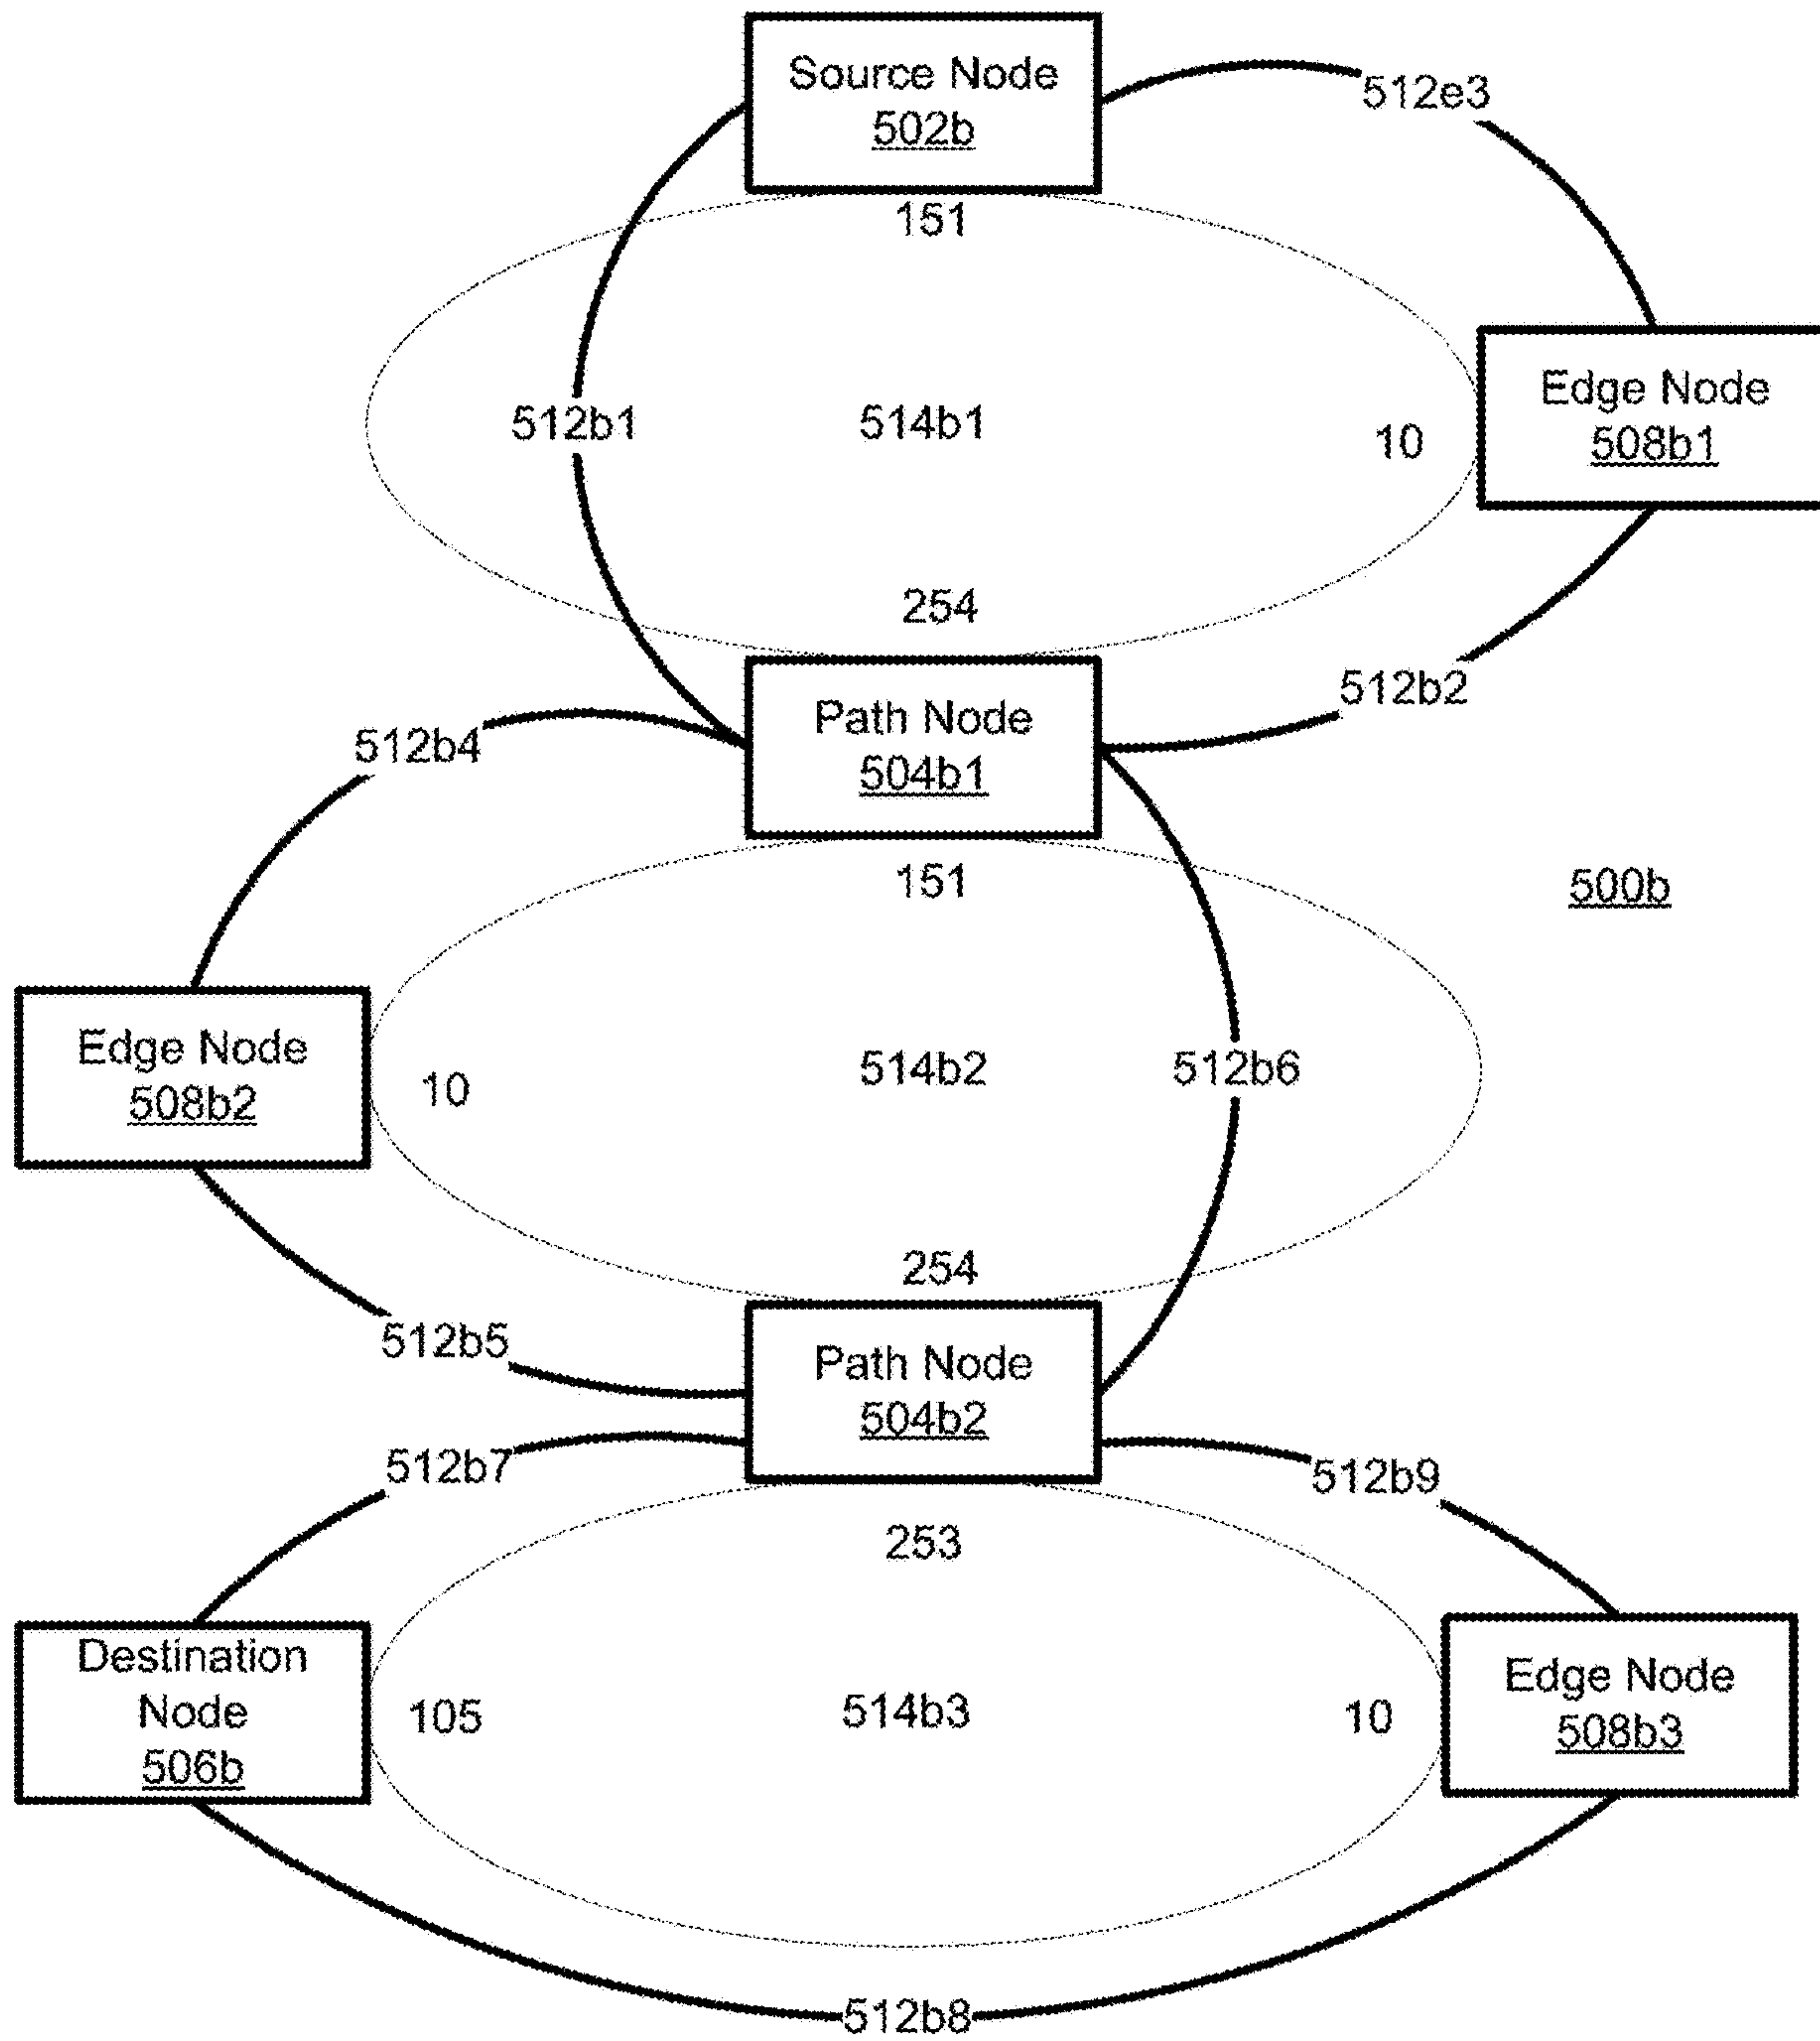 Source Node
502b
512e3
151
Edge Node
508b1
512b1
514b1
10
254
512b2
Path Node
504b1
512b4
151
500b
Edge Node
508b2
10
514b2
512b6
254
512b5
Path Node
504b2
512b7
512b9
253
Destination
Node
506b
105
514b3
10
Edge Node
508b3
512b8